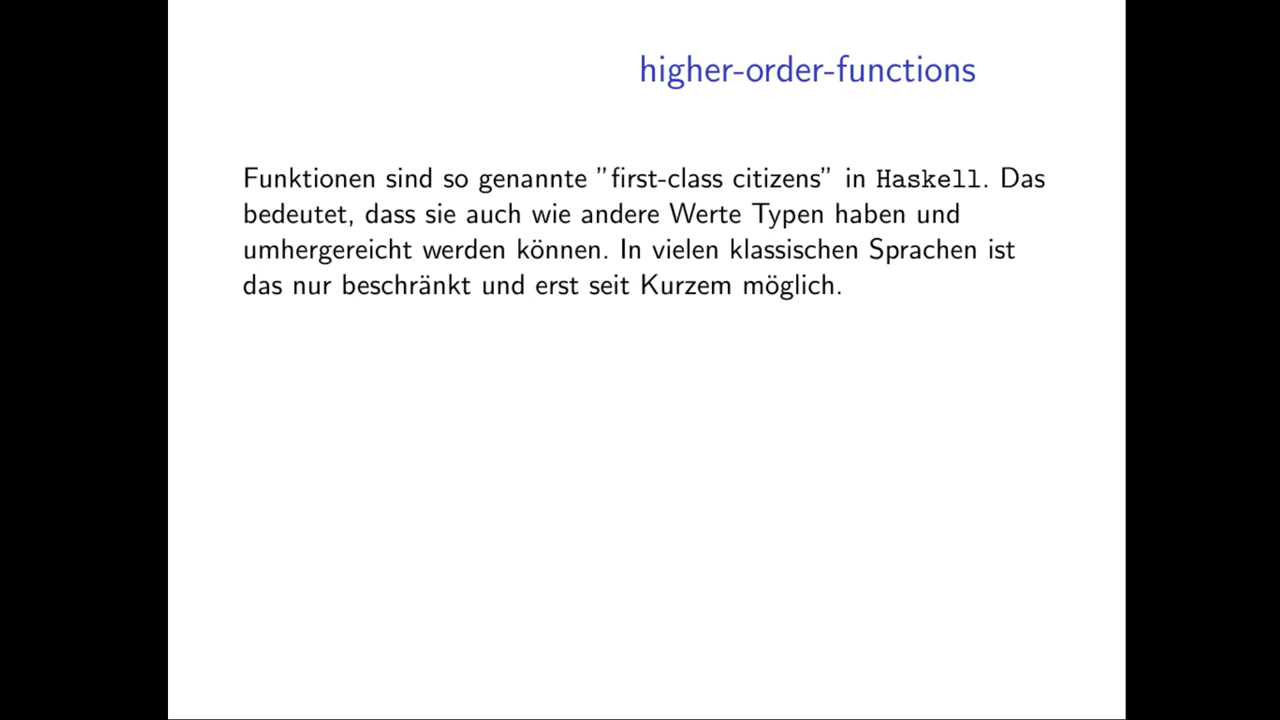 higher-order-functions
Funktionen sind so genannte ”first-class citizens” in Haskell. Das
bedeutet, dass sie auch wie andere Werte Typen haben und
umhergereicht werden können. In vielen klassischen Sprachen ist
das nur beschränkt und erst seit Kurzem möglich.